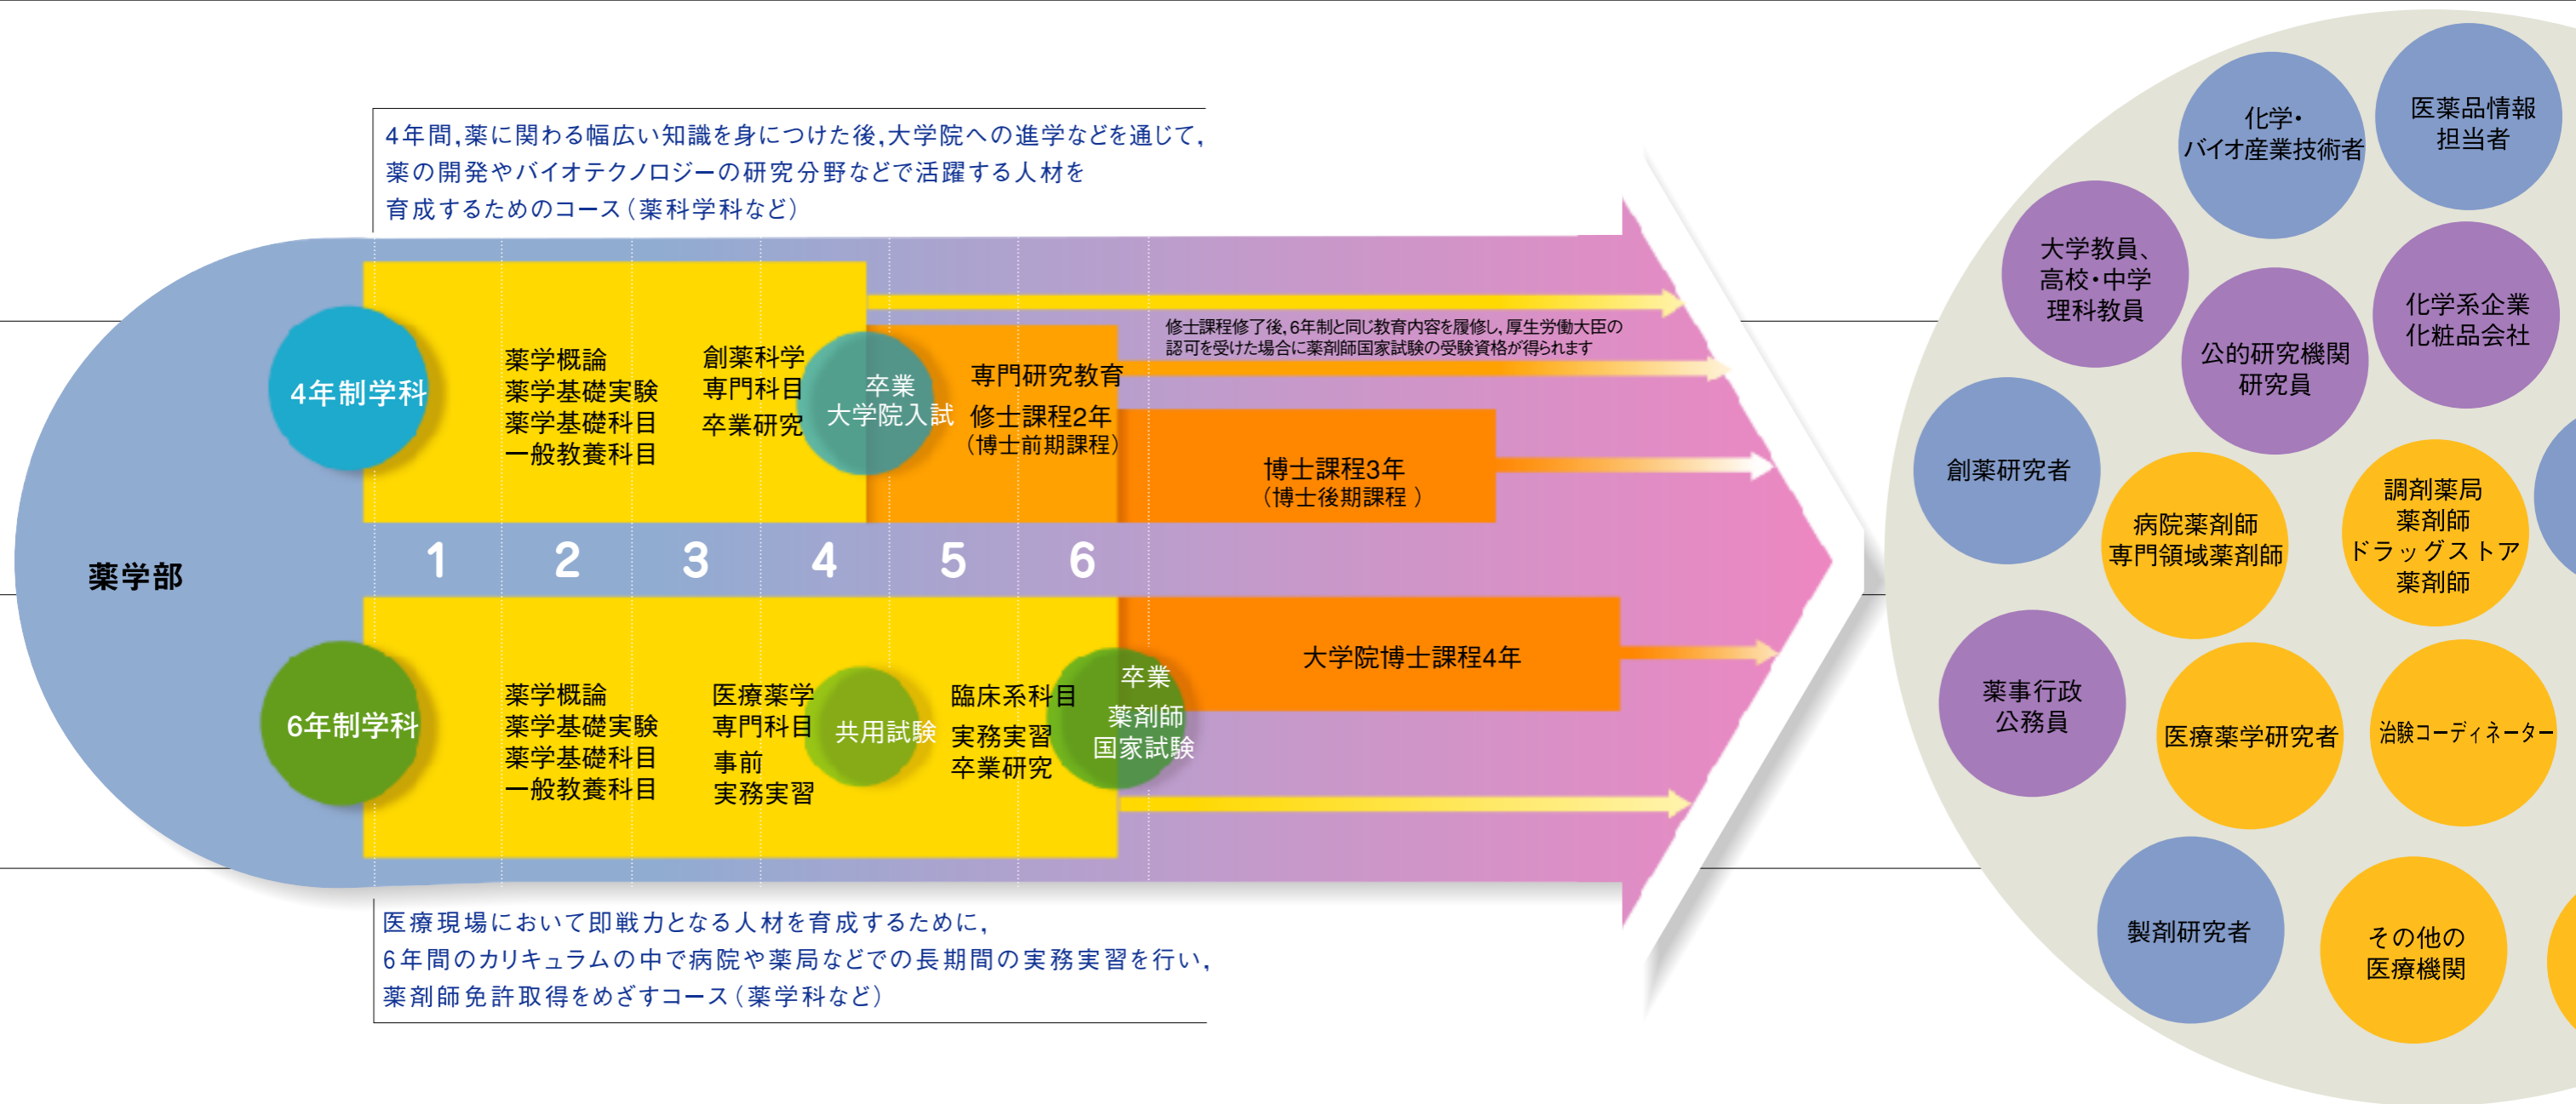 4年間,薬に関わる幅広い知識を身につけた後,大学院への進学などを通じて,
薬の開発やバイオテクノロジーの研究分野などで活躍する人材を
育成するためのコース（薬科学科など）
薬学部
4年制学科
薬学概論
薬学基礎実験
薬学基礎科目
一般教養科目
創薬科学
専門科目
卒業研究
卒業
大学院入試
専門研究教育
修士課程2年
（博士前期課程）
修士課程修了後,6年制と同じ教育内容を履修し,厚生労働大臣の
認可を受けた場合に薬剤師国家試験の受験資格が得られます
博士課程3年
（博士後期課程 ）
1 2 3 4 5 6
6年制学科
薬学概論
薬学基礎実験
薬学基礎科目
一般教養科目
医療薬学
専門科目
事前
実務実習
共用試験
臨床系科目
実務実習
卒業研究
卒業
薬剤師
国家試験
大学院博士課程4年
医療現場において即戦力となる人材を育成するために,
6年間のカリキュラムの中で病院や薬局などでの長期間の実務実習を行い,
薬剤師免許取得をめざすコース（薬学科など）
化学・
バイオ産業技術者
医薬品情報
担当者
大学教員、
高校・中学
理科教員
公的研究機関
研究員
化学系企業
化粧品会社
創薬研究者
病院薬剤師
専門領域薬剤師
調剤薬局
薬剤師
ドラッグストア
薬剤師
薬事行政
公務員
医療薬学研究者
治験コーディネーター
製剤研究者
その他の
医療機関